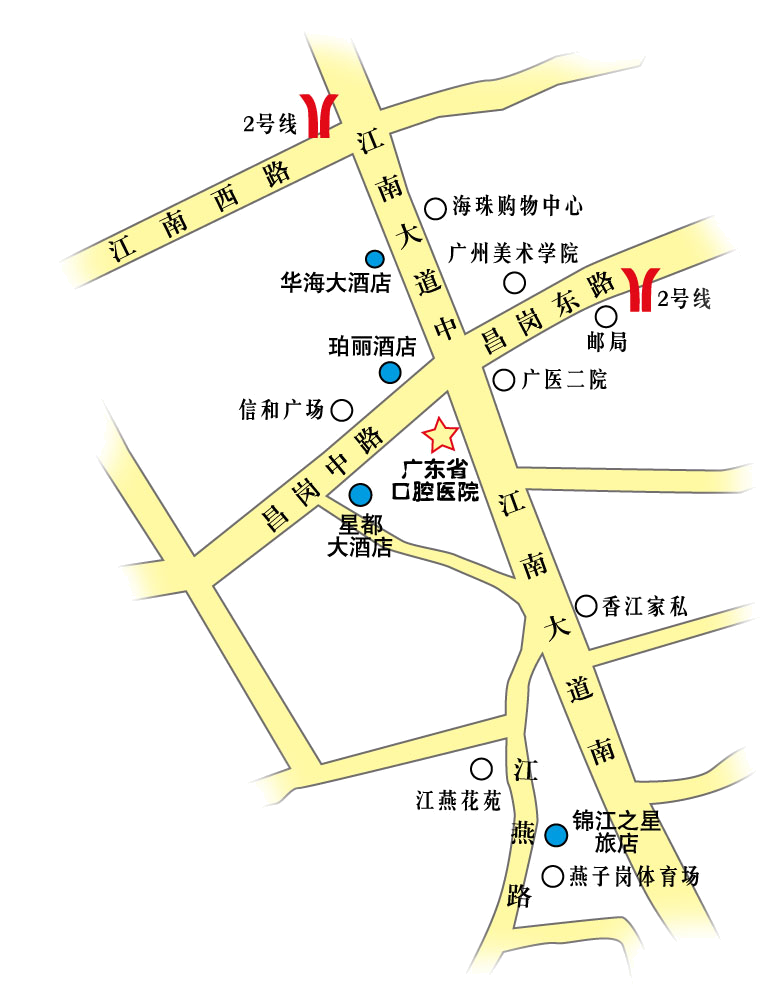 2号线
江南西路
江南大道中
海珠购物中心
广州美术学院
华海大酒店
昌岗东路
2号线
邮局
珀丽酒店
广医二院
信和广场
昌岗中路
广东省
口腔医院
星都
大酒店
江南大道南
香江家私
江燕花苑
江燕路
锦江之星
旅店
燕子岗体育场